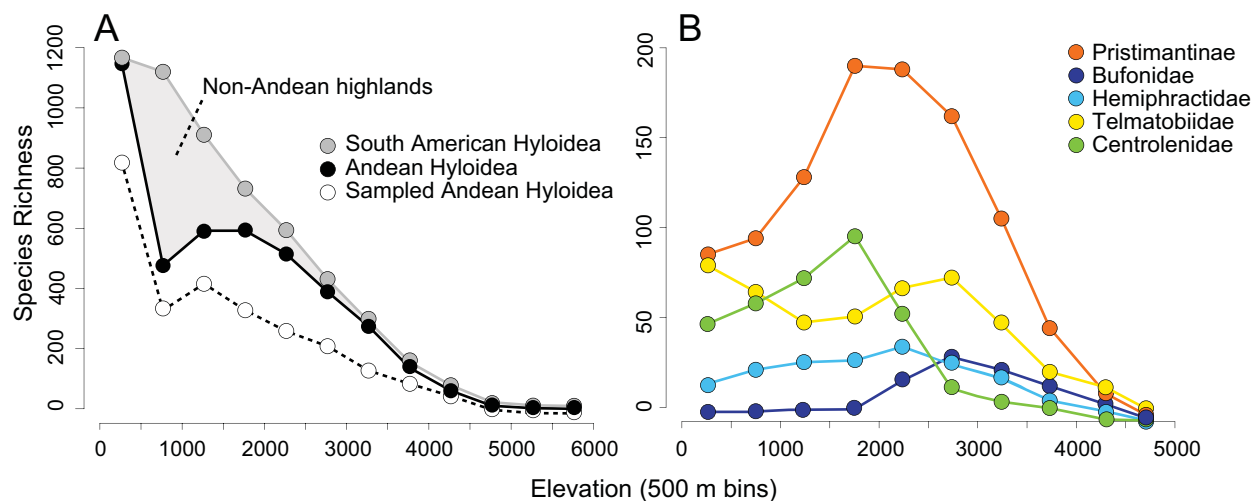 A
Species Richness
0
200
400
600
800
1000
1200
0
1000
2000
3000
4000
5000
6000
Non-Andean highlands
South American Hyloidea
Andean Hyloidea
Sampled Andean Hyloidea
B
0
50
100
150
200
0
1000
2000
3000
4000
5000
Pristimantinae
Bufonidae
Hemiphractidae
Telmatobiidae
Centrolenidae
Elevation (500 m bins)